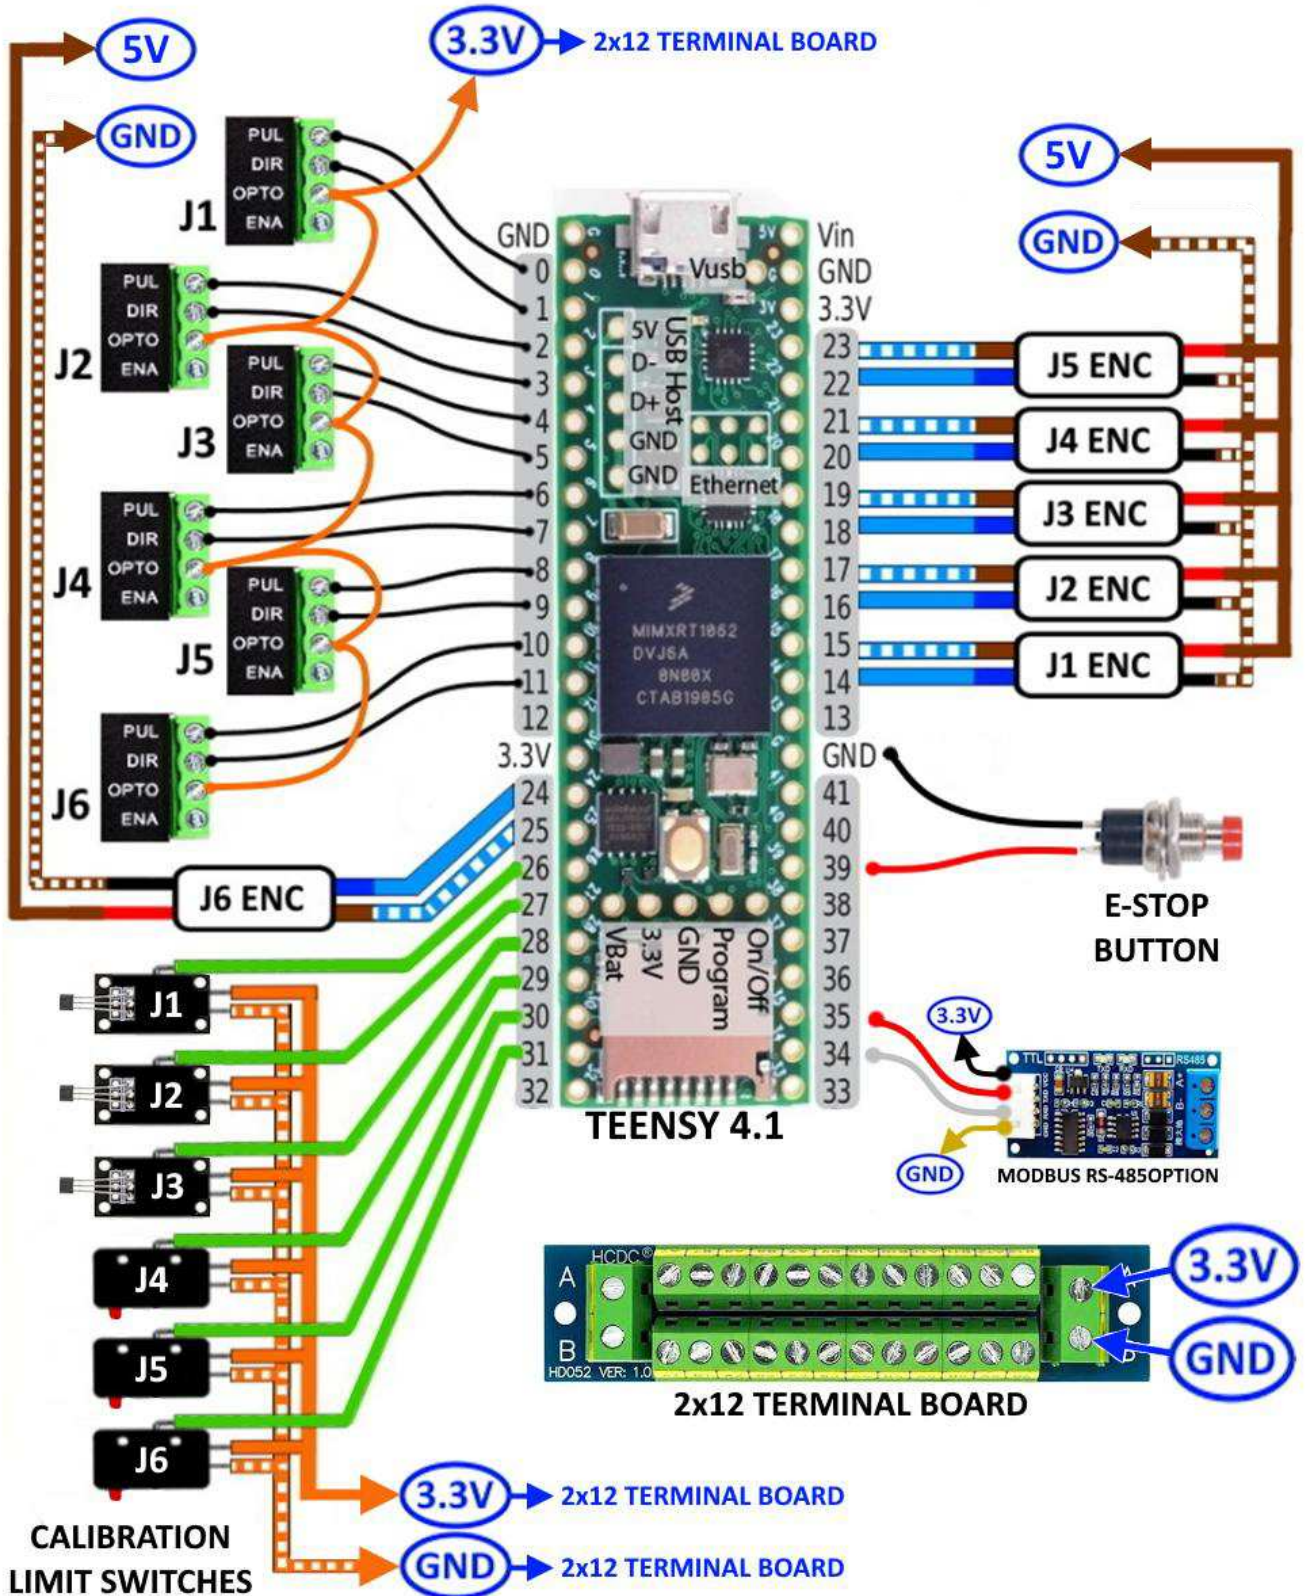 5V
3.3V
2x12 TERMINAL BOARD
GND
PUL
DIR
OPTO
ENA
J1
PUL
DIR
OPTO
ENA
J2
PUL
DIR
OPTO
ENA
J3
PUL
DIR
OPTO
ENA
J4
PUL
DIR
OPTO
ENA
J5
PUL
DIR
OPTO
ENA
J6
GND
0
1
2
3
4
5
6
7
8
9
10
11
12
3.3V
24
25
26
27
28
29
30
31
32
Vusb
5V
D-
D+
GND
GND
USB Host
Ethernet
MIMXRT1062
DVJ6A
0N00X
CTAB1905G
VBat
3.3V
GND
Program
On/Off
TEENSY 4.1
Vin
GND
3.3V
23
22
21
20
19
18
17
16
15
14
13
GND
41
40
39
38
37
36
35
34
33
5V
GND
J5 ENC
J4 ENC
J3 ENC
J2 ENC
J1 ENC
E-STOP
BUTTON
3.3V
TTL
RS485
A+
B-
GND
MODBUS RS-485OPTION
J6 ENC
J1
J2
J3
J4
J5
J6
CALIBRATION
LIMIT SWITCHES
HCDC®
A
B
HD052 VER: 1.0
3.3V
GND
2x12 TERMINAL BOARD
3.3V
2x12 TERMINAL BOARD
GND
2x12 TERMINAL BOARD